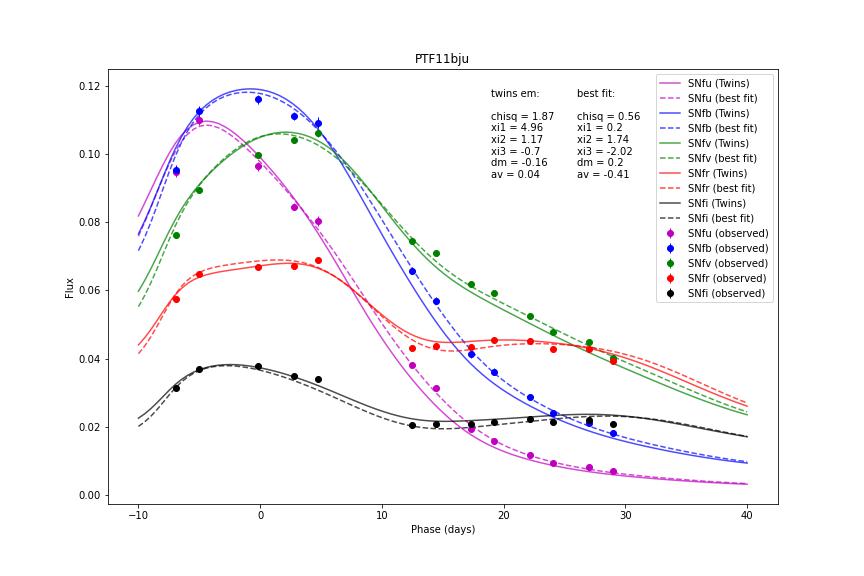 PTF11bju
0.12
0.10
0.08
0.06
0.04
0.02
0.00
Flux
−10
0
10
20
30
40
Phase (days)
twins em:
chisq = 1.87
xi1 = 4.96
xi2 = 1.17
xi3 = -0.7
dm = -0.16
av = 0.04
best fit:
chisq = 0.56
xi1 = 0.2
xi2 = 1.74
xi3 = -2.02
dm = 0.2
av = -0.41
SNfu (Twins)
SNfu (best fit)
SNfb (Twins)
SNfb (best fit)
SNfv (Twins)
SNfv (best fit)
SNfr (Twins)
SNfr (best fit)
SNfi (Twins)
SNfi (best fit)
SNfu (observed)
SNfb (observed)
SNfv (observed)
SNfr (observed)
SNfi (observed)